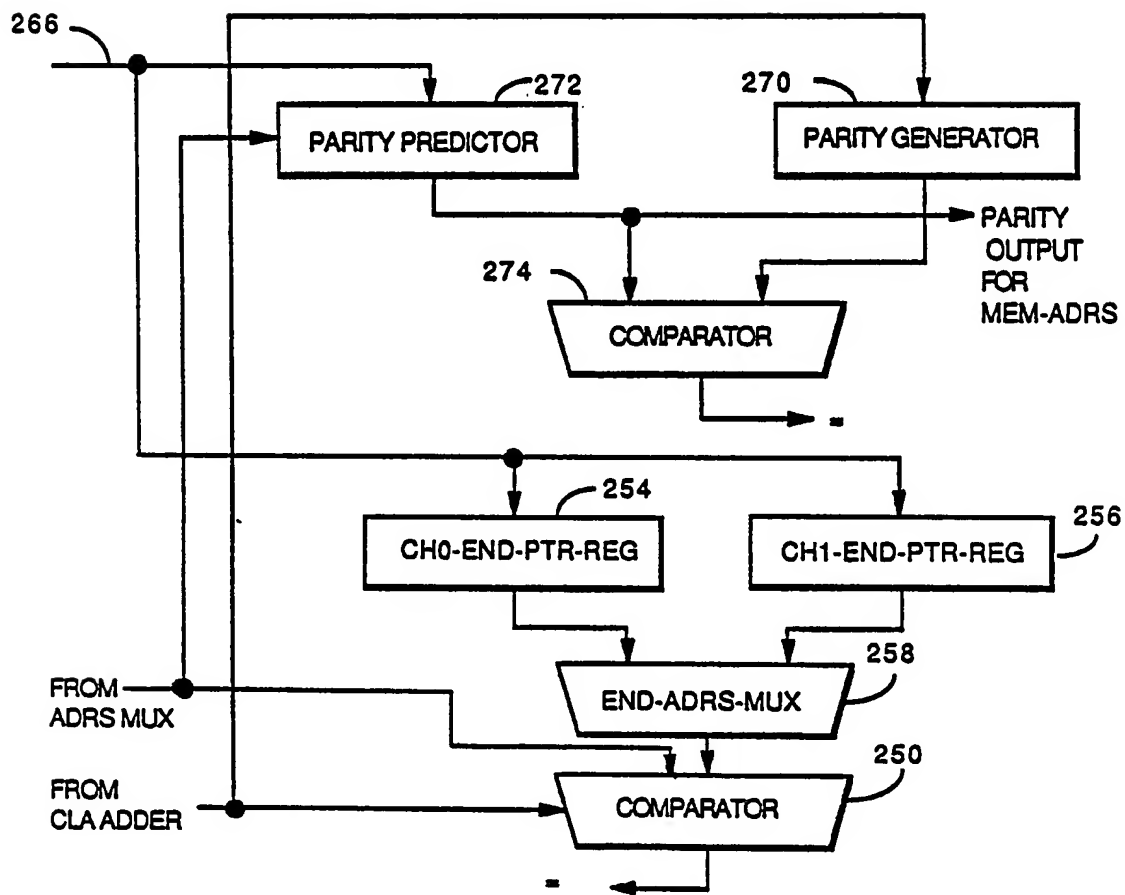 266
272
270
PARITY PREDICTOR
PARITY GENERATOR
PARITY
OUTPUT
FOR
MEM-ADRS
274
COMPARATOR
=
254
256
CH0-END-PTR-REG
CH1-END-PTR-REG
258
FROM
ADRS MUX
END-ADRS-MUX
250
FROM
CLA ADDER
COMPARATOR
=